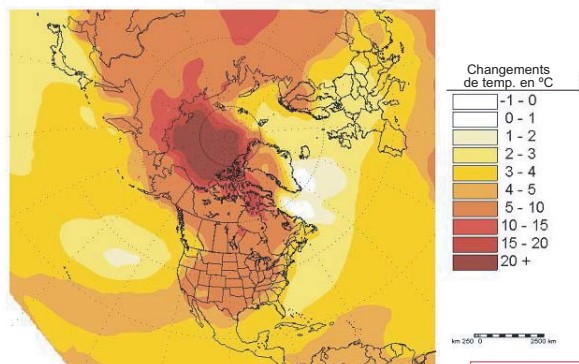 Changements
de temp. en ºC
-1 - 0
0 - 1
1 - 2
2 - 3
3 - 4
4 - 5
5 - 10
10 - 15
15 - 20
20 +
km 250 0 2500 km